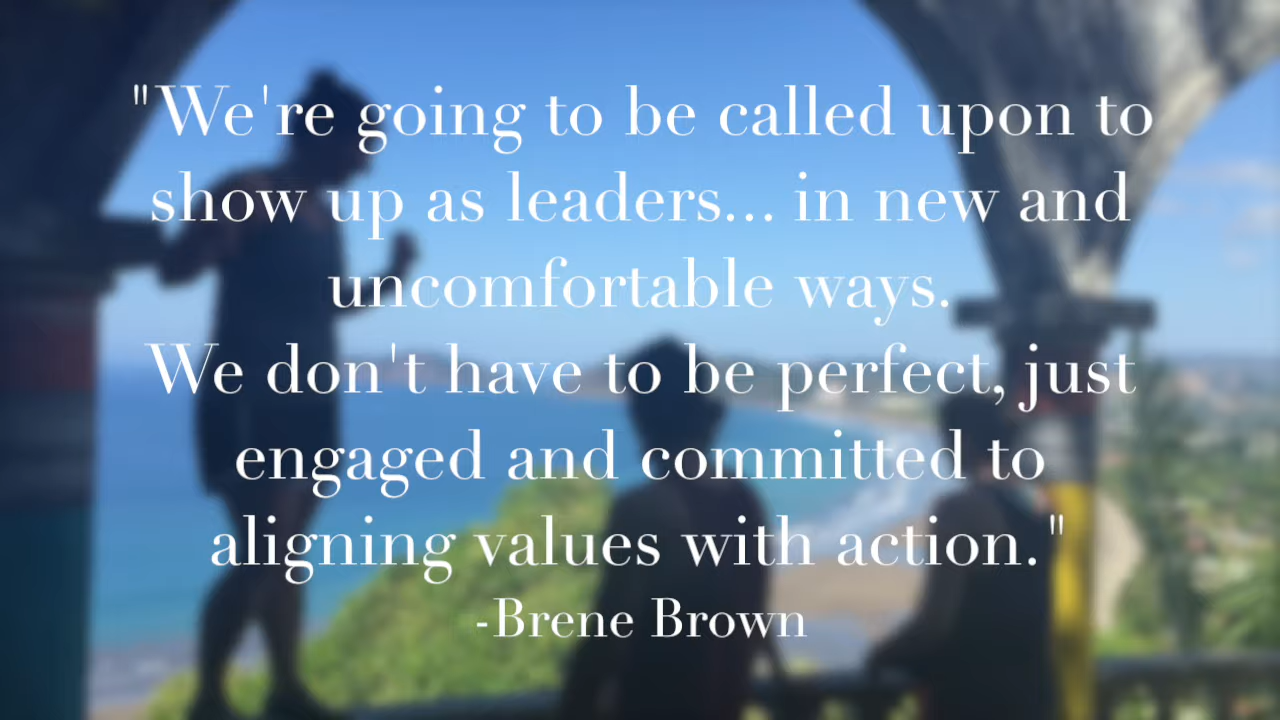 "We're going to be called upon to
show up as leaders... in new and
uncomfortable ways.
We don't have to be perfect, just
engaged and committed to
aligning values with action."
-Brene Brown